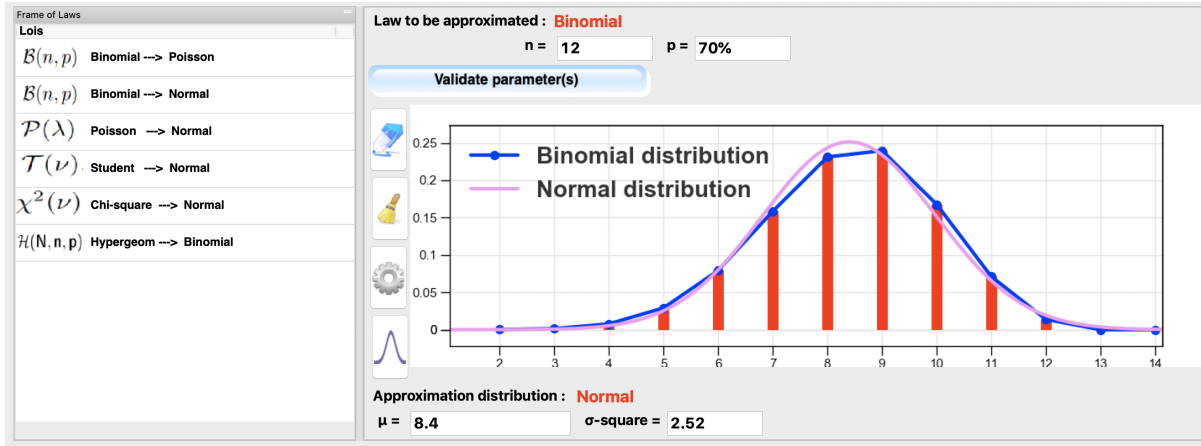 Frame of Laws
Lois
B(n, p) Binomial ---> Poisson
B(n, p) Binomial ---> Normal
P(λ) Poisson ---> Normal
T(ν). Student ---> Normal
χ²(ν) Chi-square ---> Normal
H(N, n, p) Hypergeom ---> Binomial
Law to be approximated : Binomial
n = 12 p = 70%
Validate parameter(s)
Binomial distribution
Normal distribution
0.25
0.2
0.15
0.1
0.05
0
2 3 4 5 6 7 8 9 10 11 12 13 14
Approximation distribution : Normal
μ = 8.4 σ-square = 2.52